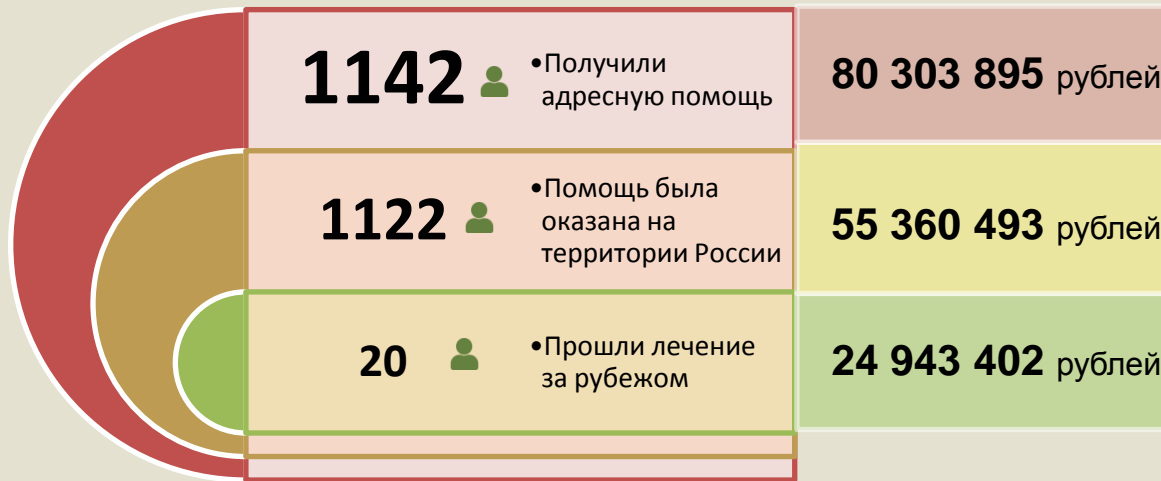 1142
•Получили
адресную помощь
80 303 895 рублей
1122
•Помощь была
оказана на
территории России
55 360 493 рублей
20
•Прошли лечение
за рубежом
24 943 402 рублей